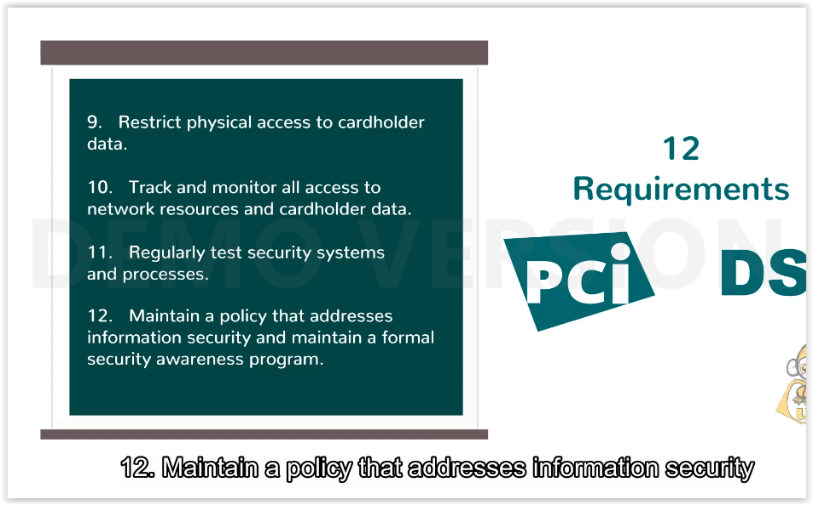 9. Restrict physical access to cardholder
data.
10. Track and monitor all access to
network resources and cardholder data.
11. Regularly test security systems
and processes.
12. Maintain a policy that addresses
information security and maintain a formal
security awareness program.
12
Requirements
PCi DS
DEMO VERSION
12. Maintain a policy that addresses information security